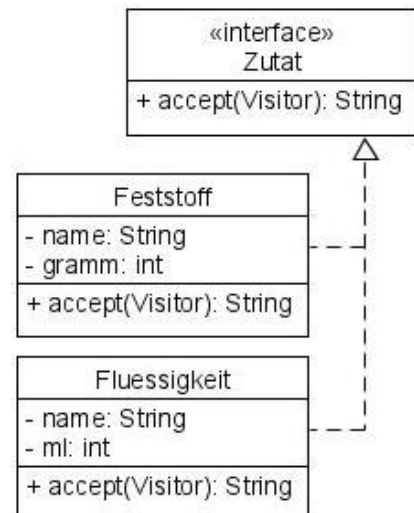 «interface»
Zutat
+ accept(Visitor): String
Feststoff
- name: String
- gramm: int
+ accept(Visitor): String
Fluessigkeit
- name: String
- ml: int
+ accept(Visitor): String